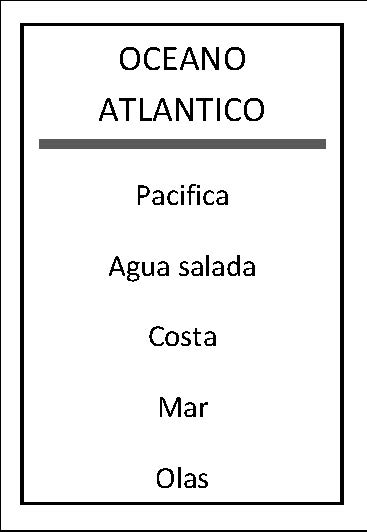 OCEANO
ATLANTICO
Pacifica
Agua salada
Costa
Mar
Olas